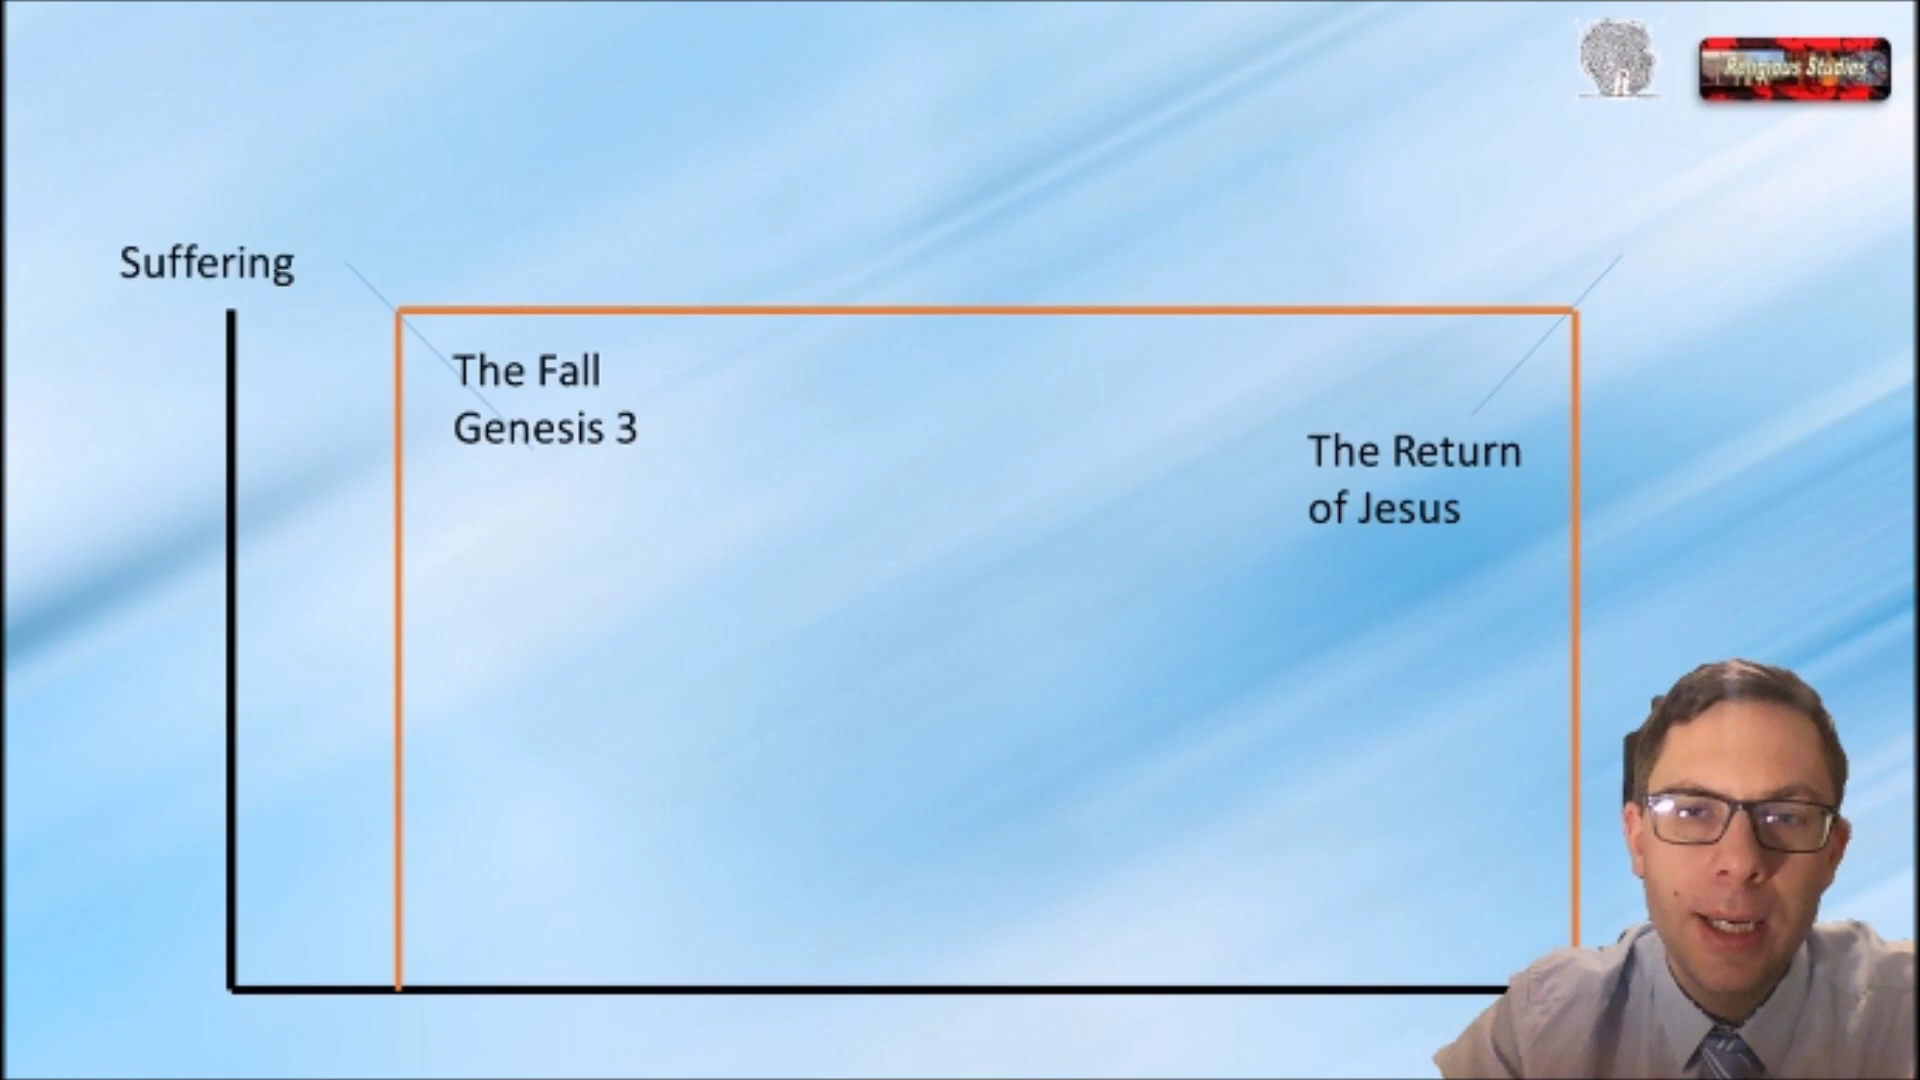 Religious Studies
Suffering
The Fall
Genesis 3
The Return
of Jesus